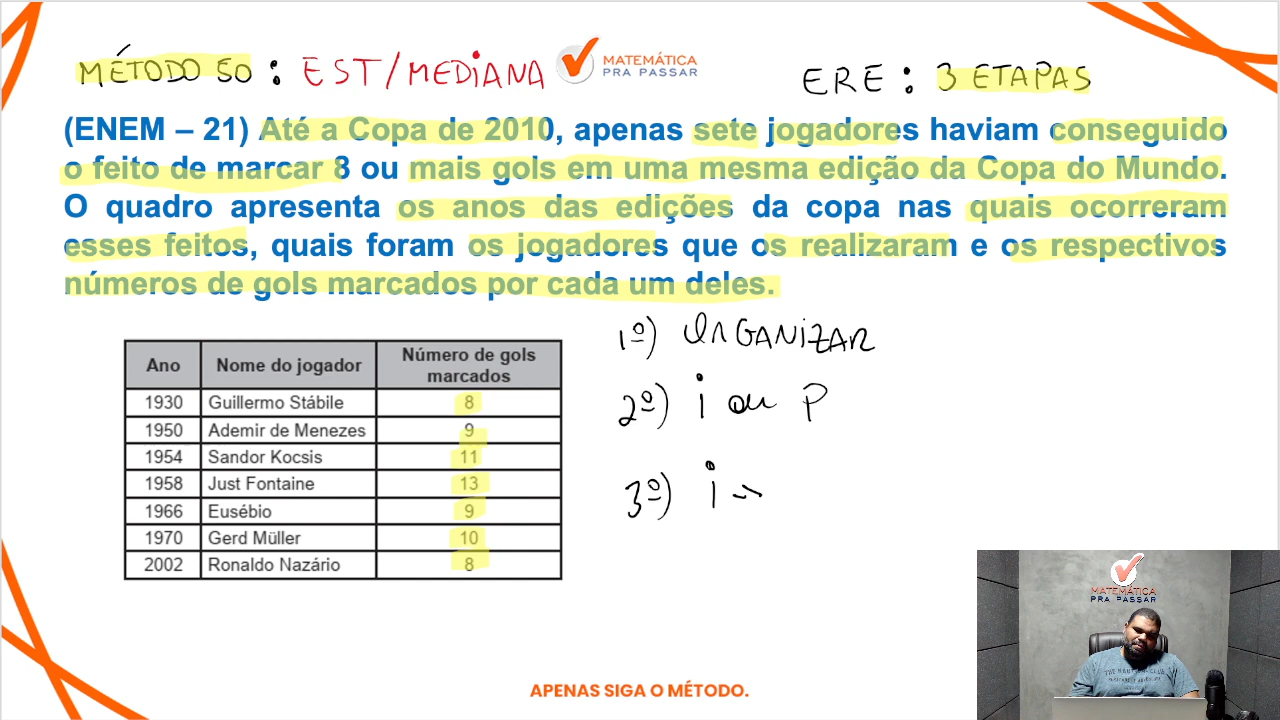 MÉTODO 50 : EST/MEDIANA
MATEMÁTICA
PRA PASSAR
ERE : 3 ETAPAS
(ENEM – 21) Até a Copa de 2010, apenas sete jogadores haviam conseguido
o feito de marcar 8 ou mais gols em uma mesma edição da Copa do Mundo.
O quadro apresenta os anos das edições da copa nas quais ocorreram
esses feitos, quais foram os jogadores que os realizaram e os respectivos
números de gols marcados por cada um deles.
Ano Nome do jogador Número de gols marcados
1930 Guillermo Stábile 8
1950 Ademir de Menezes 9
1954 Sandor Kocsis 11
1958 Just Fontaine 13
1966 Eusébio 9
1970 Gerd Müller 10
2002 Ronaldo Nazário 8
1º) ORGANIZAR
2º) i ou P
3º) i →
MATEMÁTICA
PRA PASSAR
APENAS SIGA O MÉTODO.